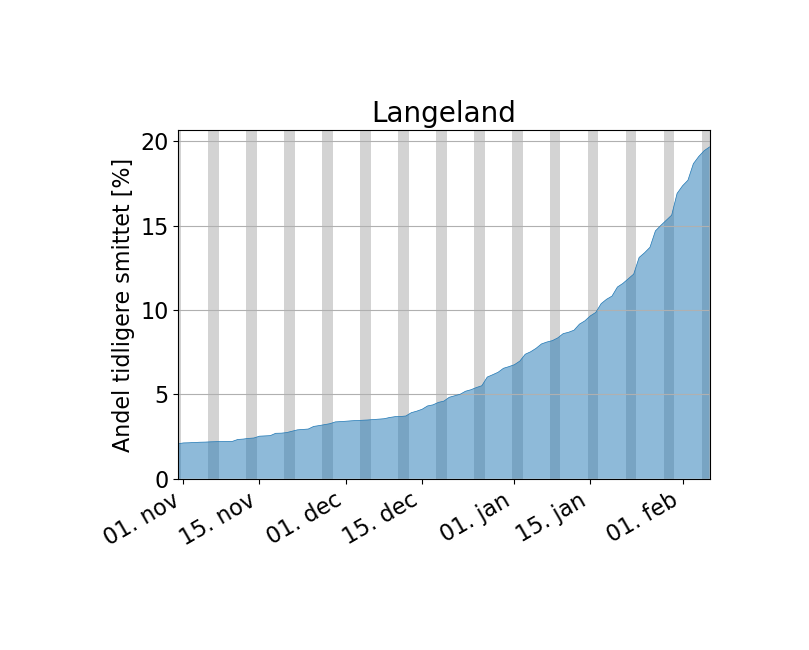 Langeland
Andel tidligere smittet [%]
20
15
10
5
0
01. nov
15. nov
01. dec
15. dec
01. jan
15. jan
01. feb